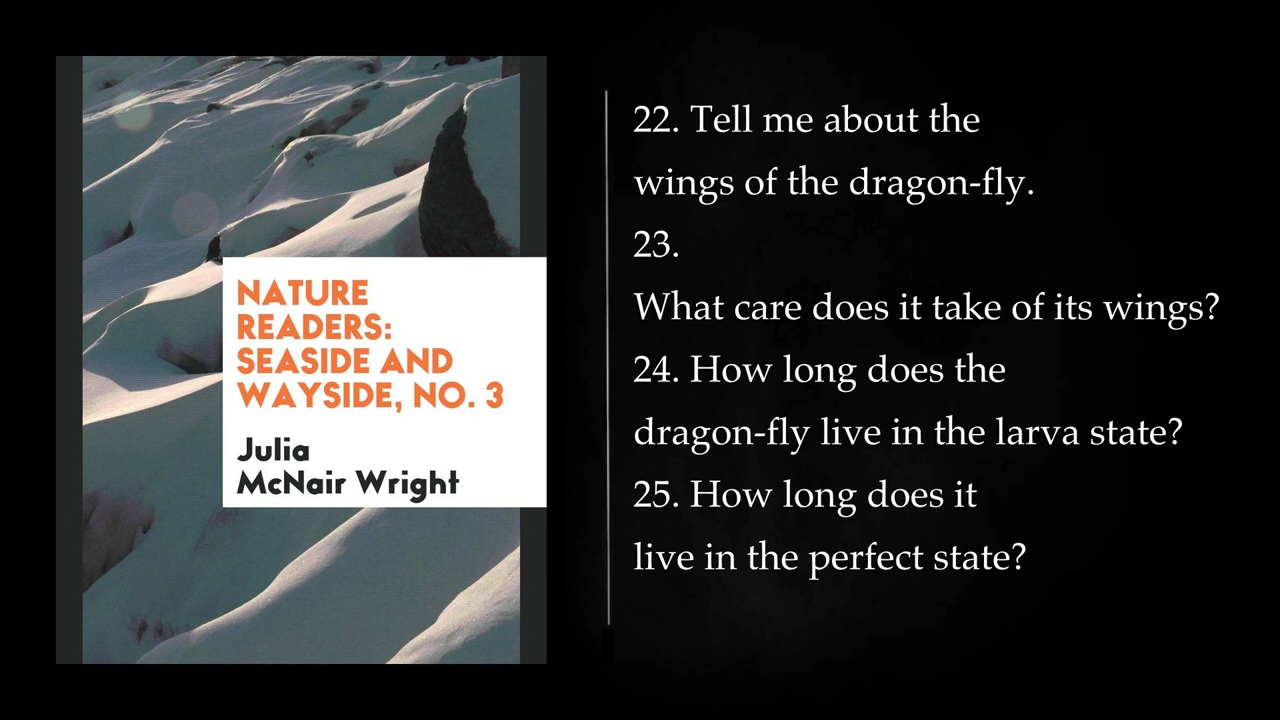 NATURE
READERS:
SEASIDE AND
WAYSIDE, NO. 3
Julia
McNair Wright
22. Tell me about the
wings of the dragon-fly.
23.
What care does it take of its wings?
24. How long does the
dragon-fly live in the larva state?
25. How long does it
live in the perfect state?